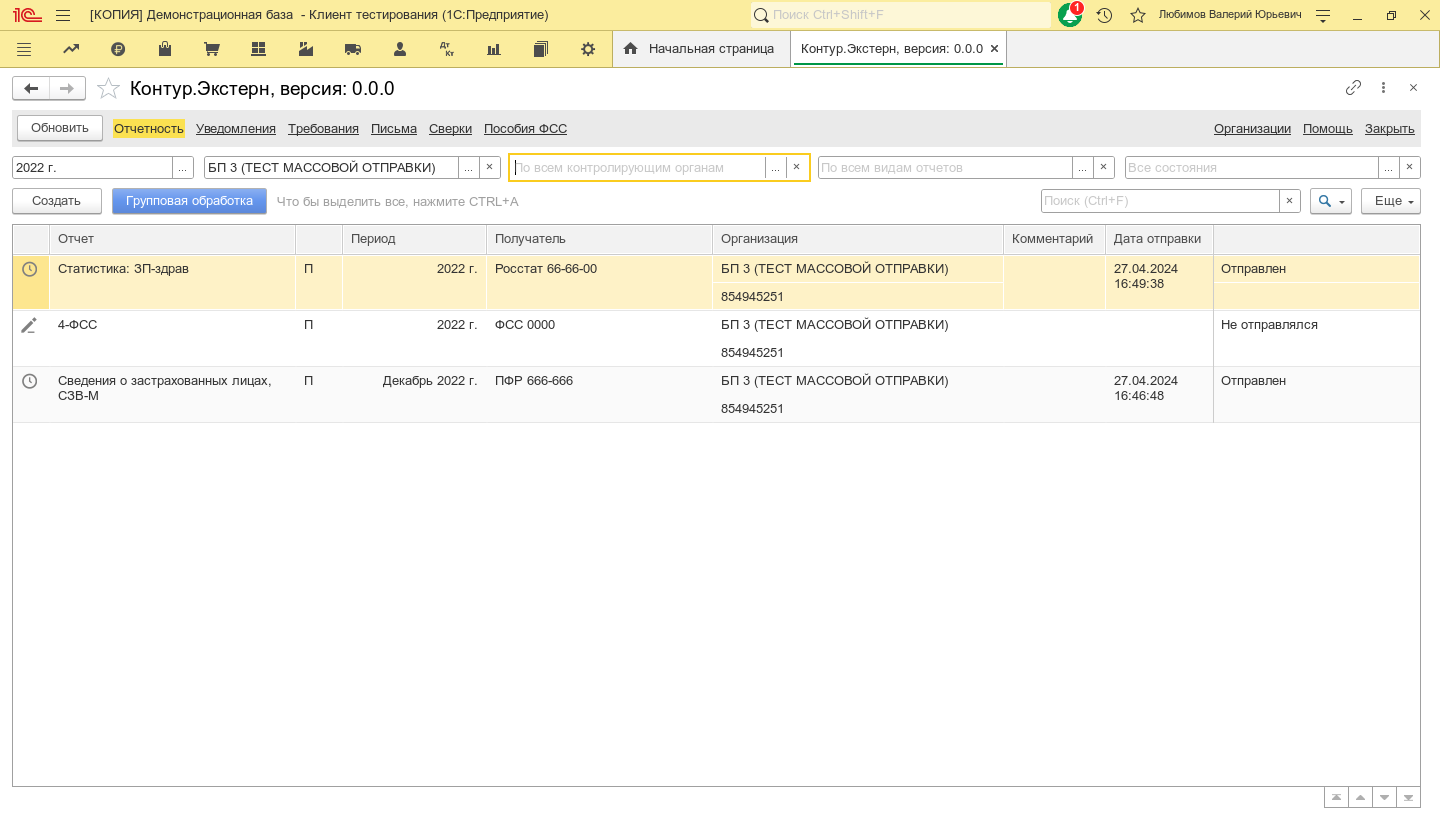 [КОПИЯ] Демонстрационная база - Клиент тестирования (1С:Предприятие)
Поиск Ctrl+Shift+F
1
Любимов Валерий Юрьевич
Дт Кт
Начальная страница
Контур.Экстерн, версия: 0.0.0
Контур.Экстерн, версия: 0.0.0
Обновить Отчетность Уведомления Требования Письма Сверки Пособия ФСС Организации Помощь Закрыть
2022 г. ... БП 3 (ТЕСТ МАССОВОЙ ОТПРАВКИ) ... × По всем контролирующим органам ... × По всем видам отчетов ... × Все состояния ... ×
Создать Групповая обработка Что бы выделить все, нажмите CTRL+A Поиск (Ctrl+F) × Еще
Отчет Период Получатель Организация Комментарий Дата отправки
Статистика: ЗП-здрав П 2022 г. Росстат 66-66-00 БП 3 (ТЕСТ МАССОВОЙ ОТПРАВКИ) 27.04.2024 Отправлен
16:49:38
854945251
4-ФСС П 2022 г. ФСС 0000 БП 3 (ТЕСТ МАССОВОЙ ОТПРАВКИ) Не отправлялся
854945251
Сведения о застрахованных лицах, П Декабрь 2022 г. ПФР 666-666 БП 3 (ТЕСТ МАССОВОЙ ОТПРАВКИ) 27.04.2024 Отправлен
СЗВ-М 16:46:48
854945251